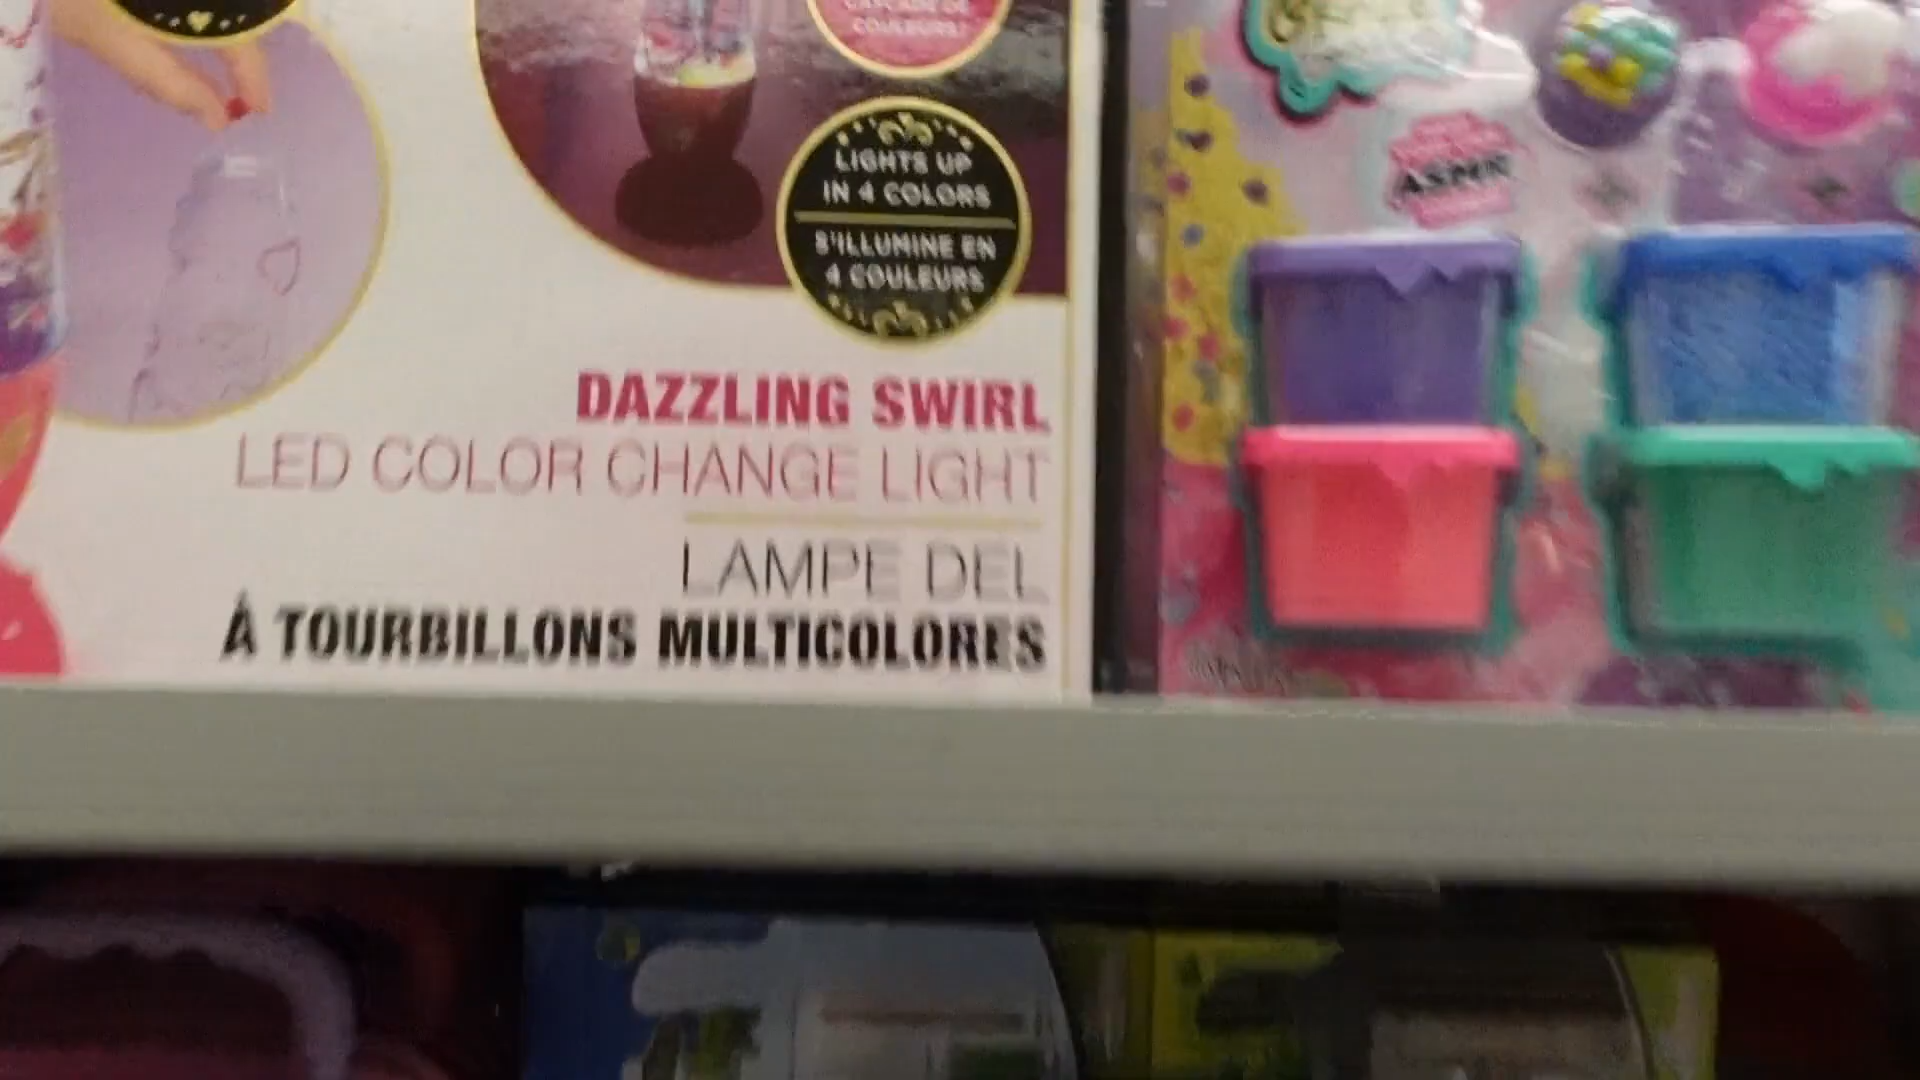 COULEURS!
LIGHTS UP
IN 4 COLORS
S'ILLUMINE EN
4 COULEURS
DAZZLING SWIRL
LED COLOR CHANGE LIGHT
LAMPE DEL
À TOURBILLONS MULTICOLORES
ASMR